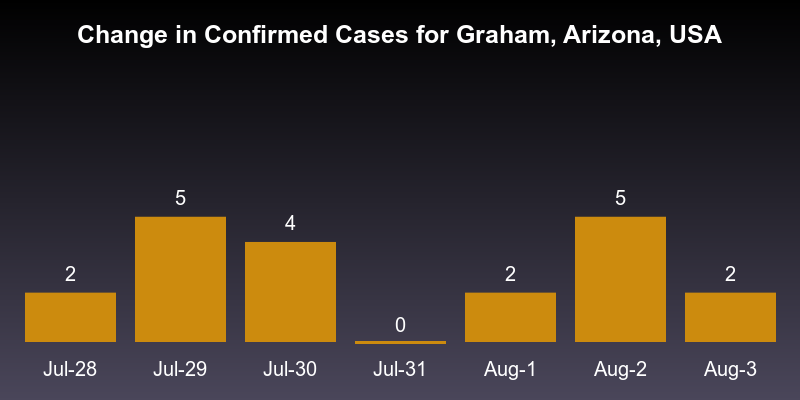 Change in Confirmed Cases for Graham, Arizona, USA
2 5 4 0 2 5 2
Jul-28 Jul-29 Jul-30 Jul-31 Aug-1 Aug-2 Aug-3